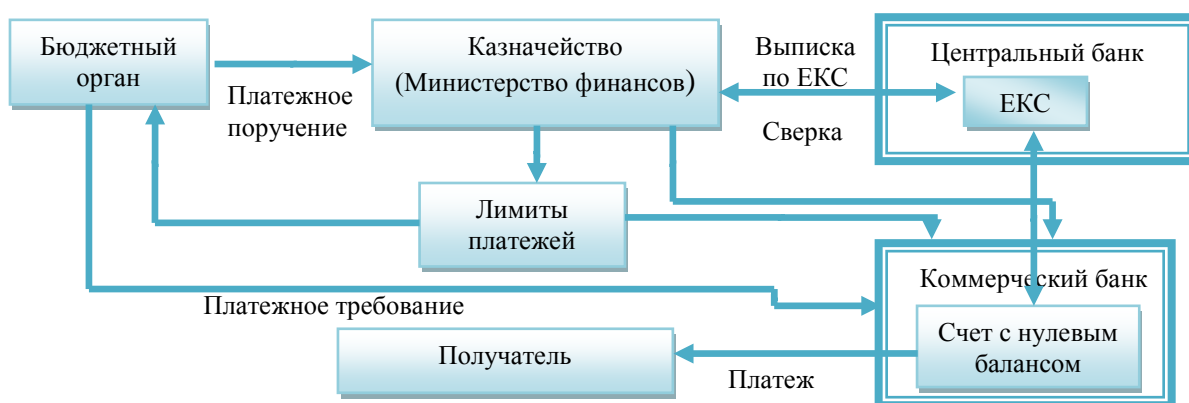 Бюджетный
орган
Платежное
поручение
Казначейство
(Министерство финансов)
Выписка
по ЕКС
Сверка
Центральный банк
ЕКС
Лимиты
платежей
Платежное требование
Коммерческий банк
Счет с нулевым
балансом
Получатель
Платеж